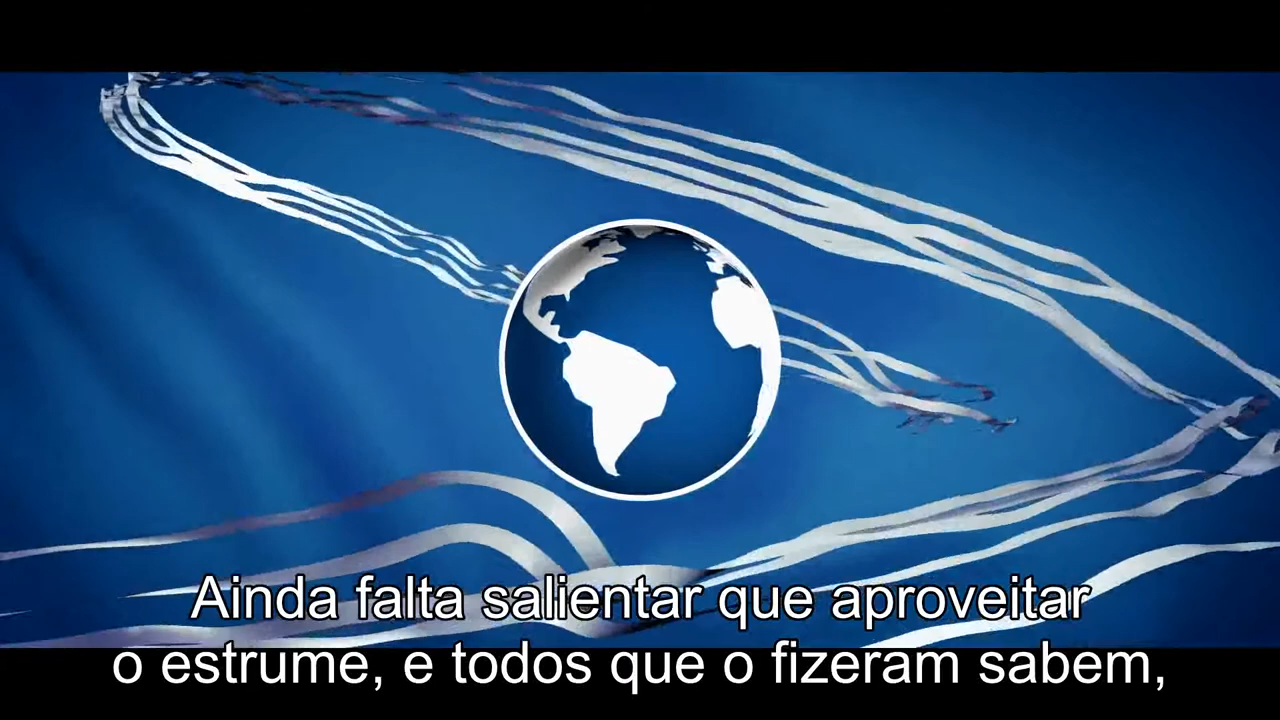 Ainda falta salientar que aproveitar
o estrume, e todos que o fizeram sabem,